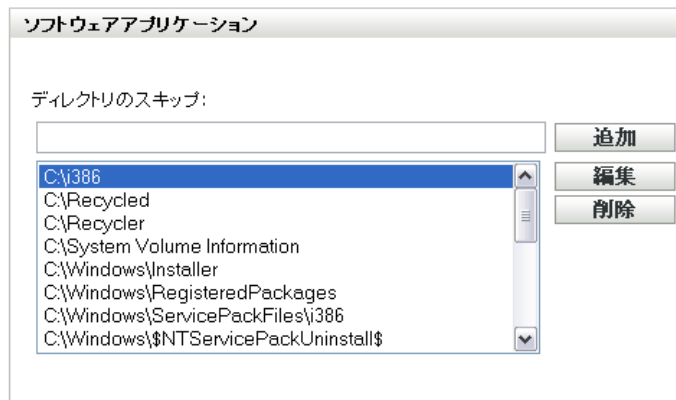 ソフトウェアアプリケーション
ディレクトリのスキップ:
追加
C:\i386
編集
C:\Recycled
削除
C:\Recycler
C:\System Volume Information
C:\Windows\Installer
C:\Windows\RegisteredPackages
C:\Windows\ServicePackFiles\i386
C:\Windows\$NTServicePackUninstall$